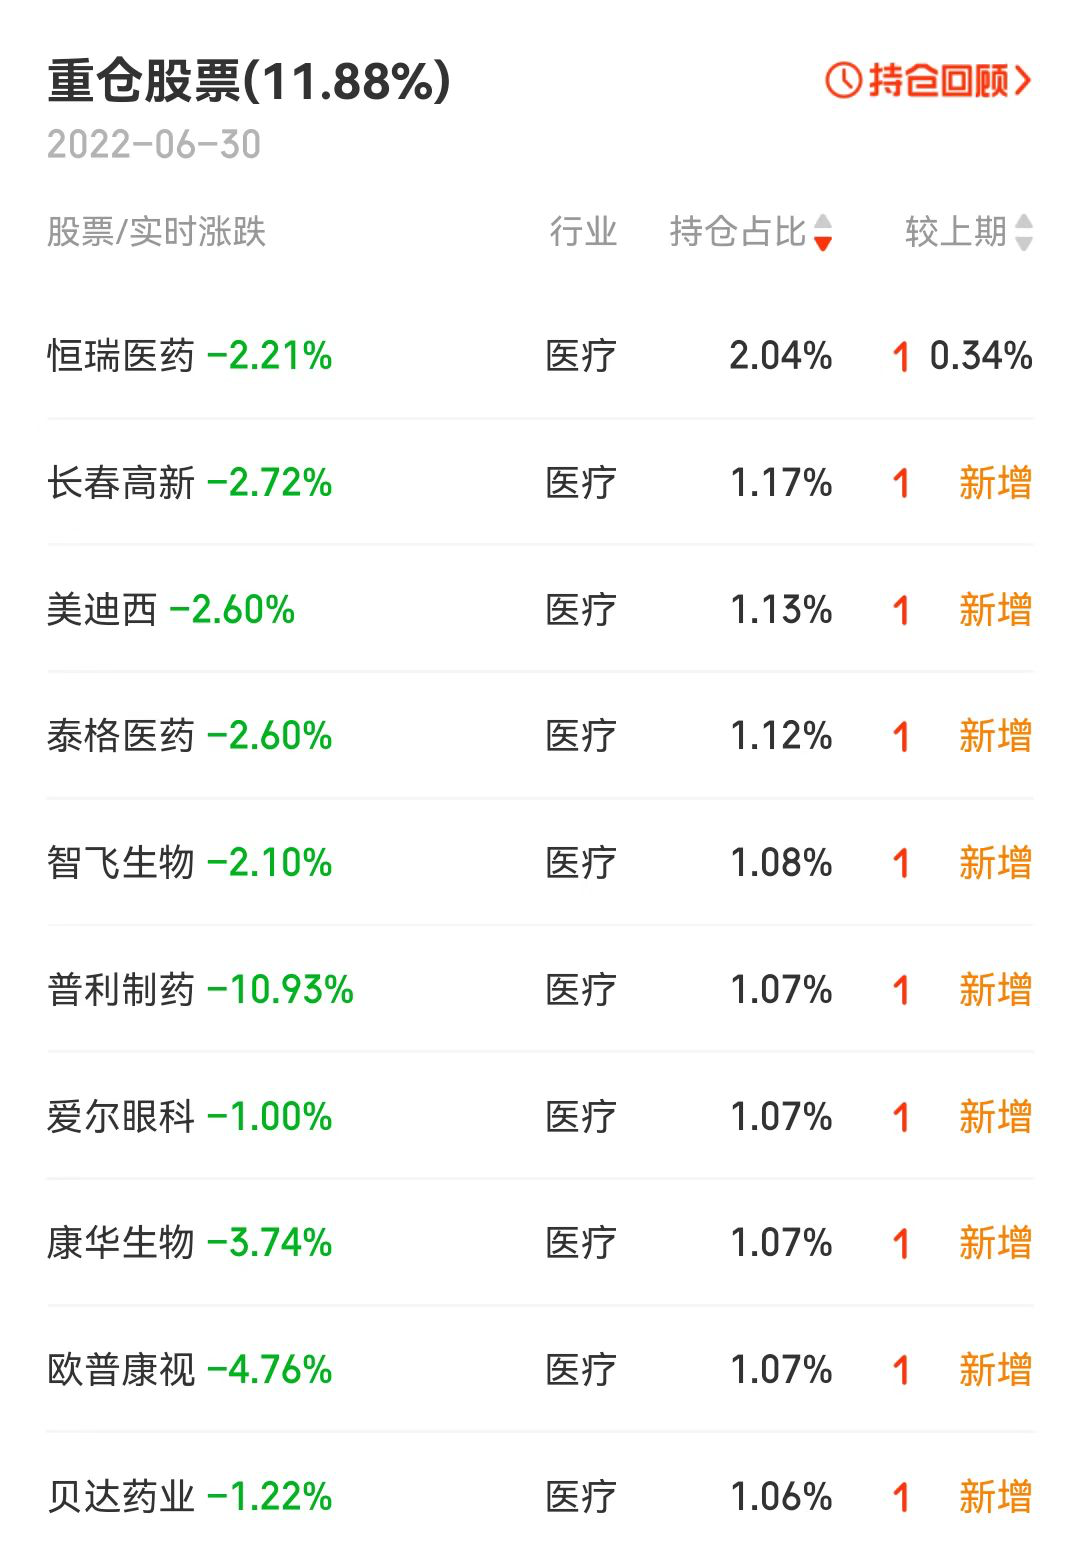 重仓股票(11.88%) 持仓回顾
2022-06-30
股票/实时涨跌 行业 持仓占比 较上期
恒瑞医药 -2.21% 医疗 2.04% 1 0.34%
长春高新 -2.72% 医疗 1.17% 1 新增
美迪西 -2.60% 医疗 1.13% 1 新增
泰格医药 -2.60% 医疗 1.12% 1 新增
智飞生物 -2.10% 医疗 1.08% 1 新增
普利制药 -10.93% 医疗 1.07% 1 新增
爱尔眼科 -1.00% 医疗 1.07% 1 新增
康华生物 -3.74% 医疗 1.07% 1 新增
欧普康视 -4.76% 医疗 1.07% 1 新增
贝达药业 -1.22% 医疗 1.06% 1 新增